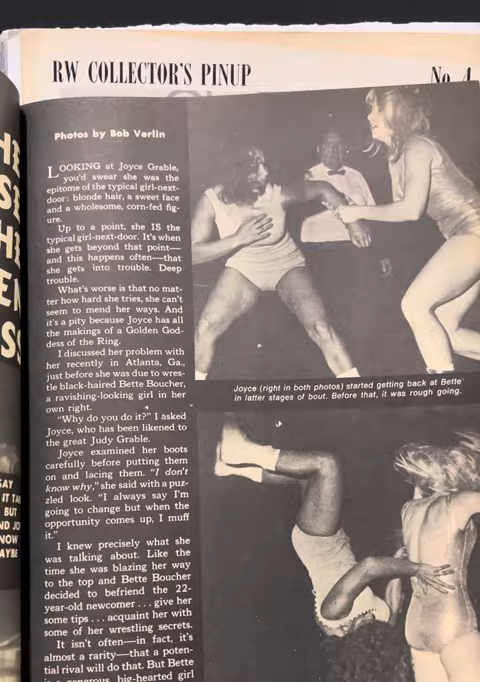 RW COLLECTOR'S PINUP
No. 4
Photos by Bob Verlin
LOOKING at Joyce Grable,
you'd swear she was the
epitome of the typical girl-next-
door: blonde hair, a sweet face
and a wholesome, corn-fed fig-
ure.
Up to a point, she IS the
typical girl-next-door. It's when
she gets beyond that point—
and this happens often—that
she gets into trouble. Deep
trouble.
What's worse is that no mat-
ter how hard she tries, she can't
seem to mend her ways. And
it's a pity because Joyce has all
the makings of a Golden God-
dess of the Ring.
I discussed her problem with
her recently in Atlanta, Ga.,
just before she was due to wres-
tle black-haired Bette Boucher,
a ravishing-looking girl in her
own right.
"Why do you do it?" I asked
Joyce, who has been likened to
the great Judy Grable.
Joyce examined her boots
carefully before putting them
on and lacing them. "I don't
know why," she said with a puz-
zled look. "I always say I'm
going to change but when the
opportunity comes up, I muff
it."
I knew precisely what she
was talking about. Like the
time she was blazing her way
to the top and Bette Boucher
decided to befriend the 22-
year-old newcomer . . . give her
some tips . . . acquaint her with
some of her wrestling secrets.
It isn't often—in fact, it's
almost a rarity—that a poten-
tial rival will do that. But Bette
generous, big-hearted girl
Joyce (right in both photos) started getting back at Bette
in latter stages of bout. Before that, it was rough going.
SAY
BUT
NOW